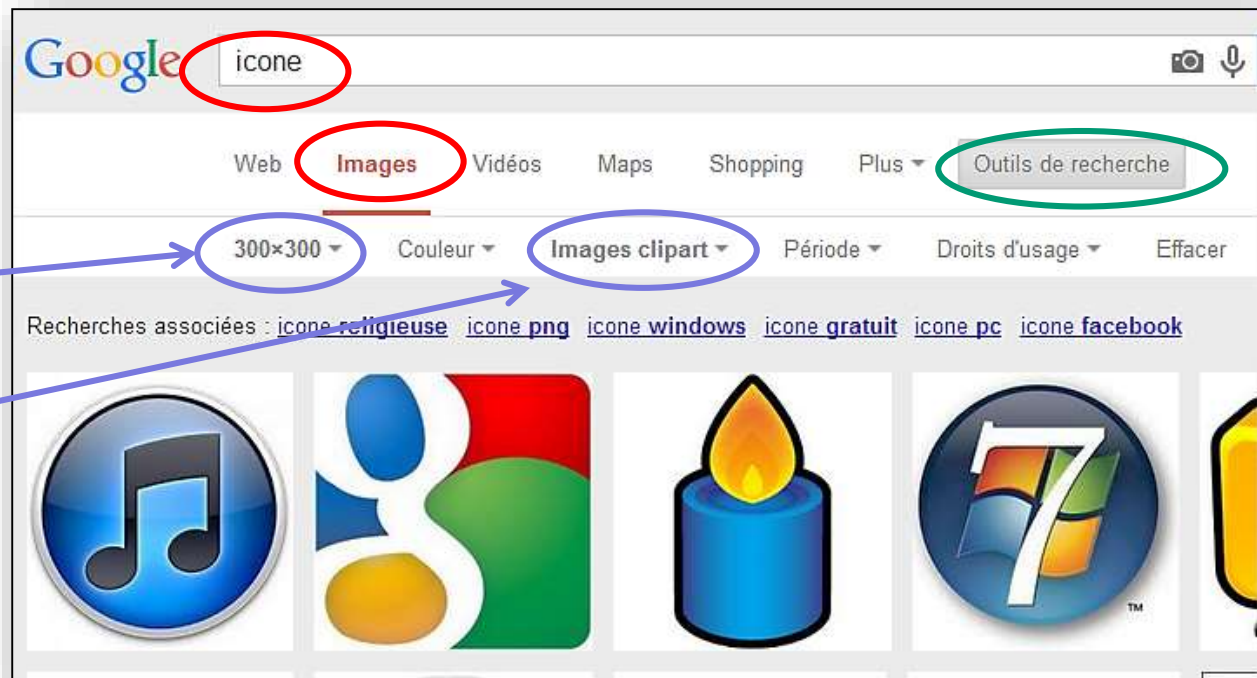 Google icone
Web Images Vidéos Maps Shopping Plus Outils de recherche
300×300 Couleur Images clipart Période Droits d'usage Effacer
Recherches associées : icone religieuse icone png icone windows icone gratuit icone pc icone facebook
g 7
TM